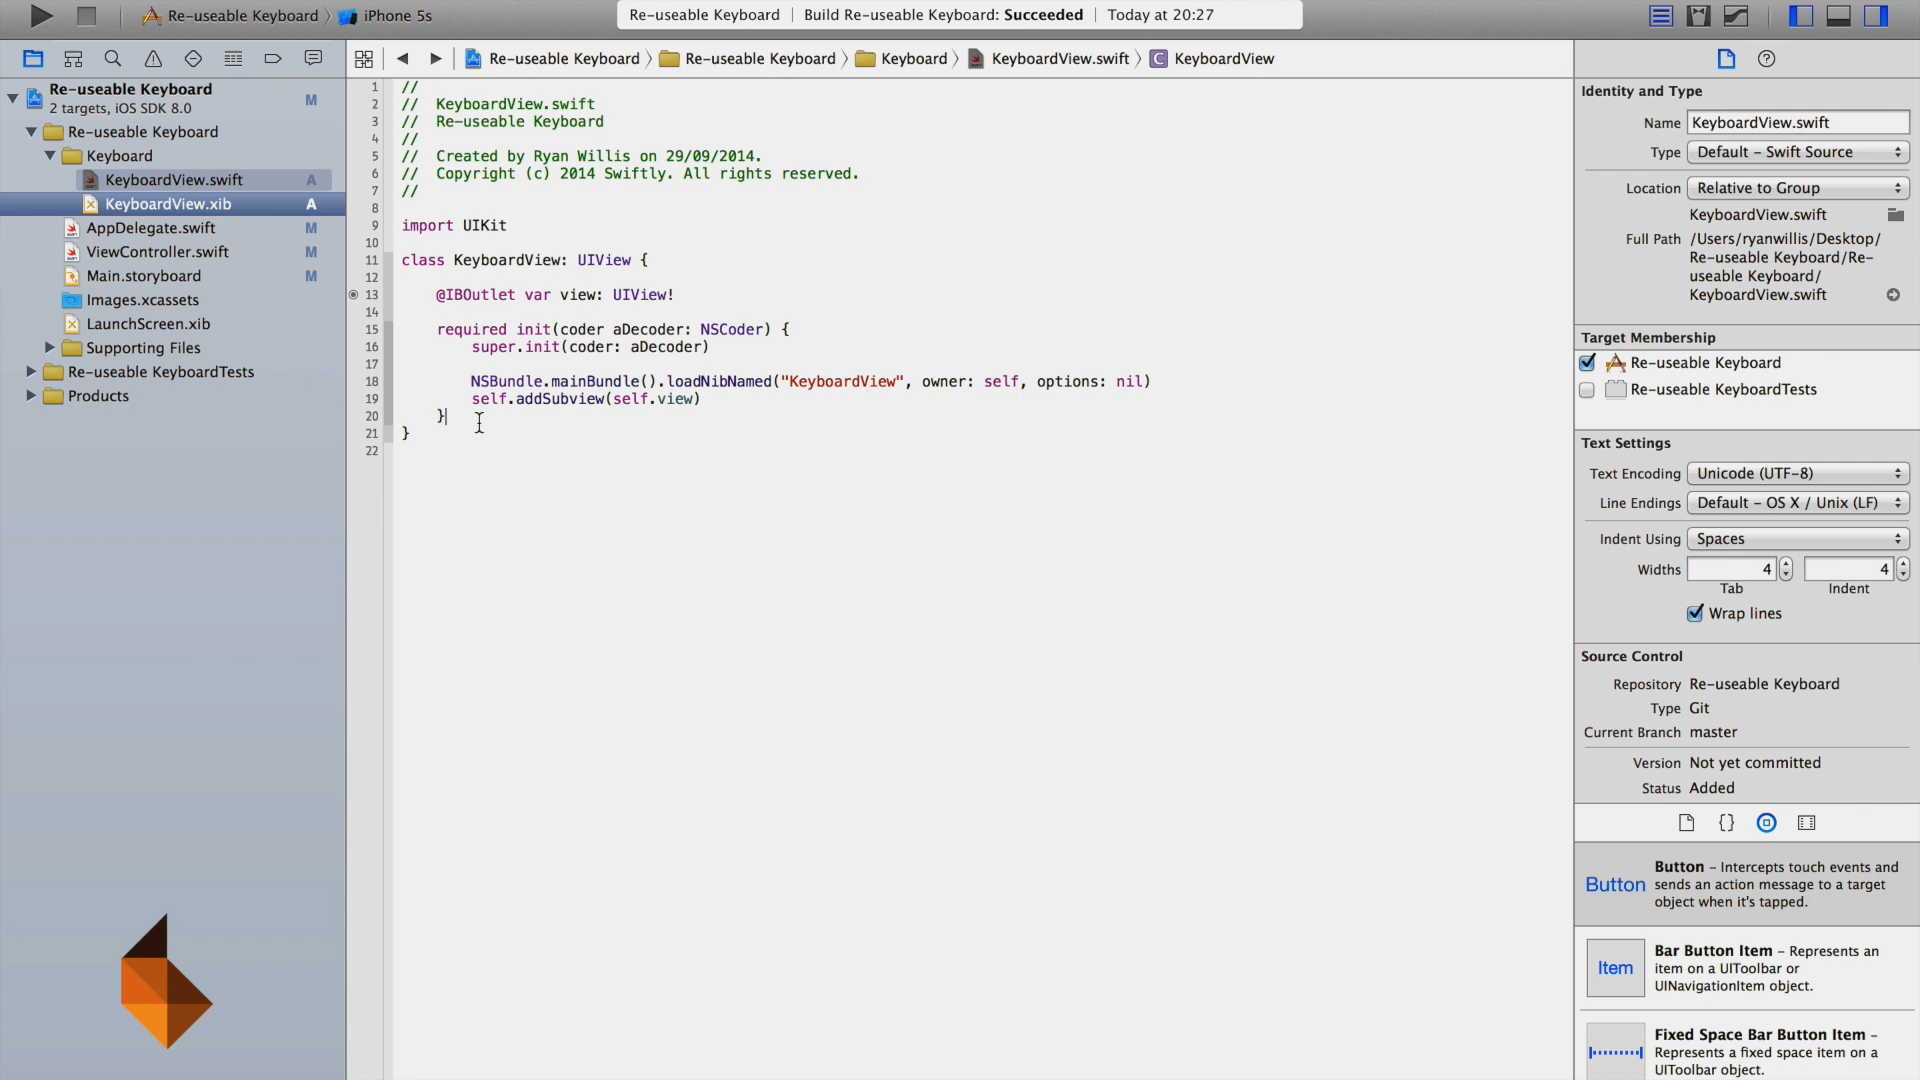 Re-useable Keyboard 〉 iPhone 5s
Re-useable Keyboard | Build Re-useable Keyboard: Succeeded | Today at 20:27
Re-useable Keyboard 〉 Re-useable Keyboard 〉 Keyboard 〉 KeyboardView.swift 〉 C KeyboardView
Re-useable Keyboard M
2 targets, iOS SDK 8.0
Re-useable Keyboard
Keyboard
KeyboardView.swift A
KeyboardView.xib A
AppDelegate.swift M
ViewController.swift M
Main.storyboard M
Images.xcassets
LaunchScreen.xib
Supporting Files
Re-useable KeyboardTests
Products
1 //
2 //  KeyboardView.swift
3 //  Re-useable Keyboard
4 //
5 //  Created by Ryan Willis on 29/09/2014.
6 //  Copyright (c) 2014 Swiftly. All rights reserved.
7 //
8
9 import UIKit
10
11 class KeyboardView: UIView {
12
13     @IBOutlet var view: UIView!
14
15     required init(coder aDecoder: NSCoder) {
16         super.init(coder: aDecoder)
17
18         NSBundle.mainBundle().loadNibNamed("KeyboardView", owner: self, options: nil)
19         self.addSubview(self.view)
20     }
21 }
22
Identity and Type
Name KeyboardView.swift
Type Default - Swift Source
Location Relative to Group
KeyboardView.swift
Full Path /Users/ryanwillis/Desktop/
Re-useable Keyboard/Re-
useable Keyboard/
KeyboardView.swift
Target Membership
Re-useable Keyboard
Re-useable KeyboardTests
Text Settings
Text Encoding Unicode (UTF-8)
Line Endings Default - OS X / Unix (LF)
Indent Using Spaces
Widths 4 4
Tab Indent
Wrap lines
Source Control
Repository Re-useable Keyboard
Type Git
Current Branch master
Version Not yet committed
Status Added
Button
Button - Intercepts touch events and
sends an action message to a target
object when it's tapped.
Item
Bar Button Item - Represents an
item on a UIToolbar or
UINavigationItem object.
Fixed Space Bar Button Item -
Represents a fixed space item on a
UIToolbar object.